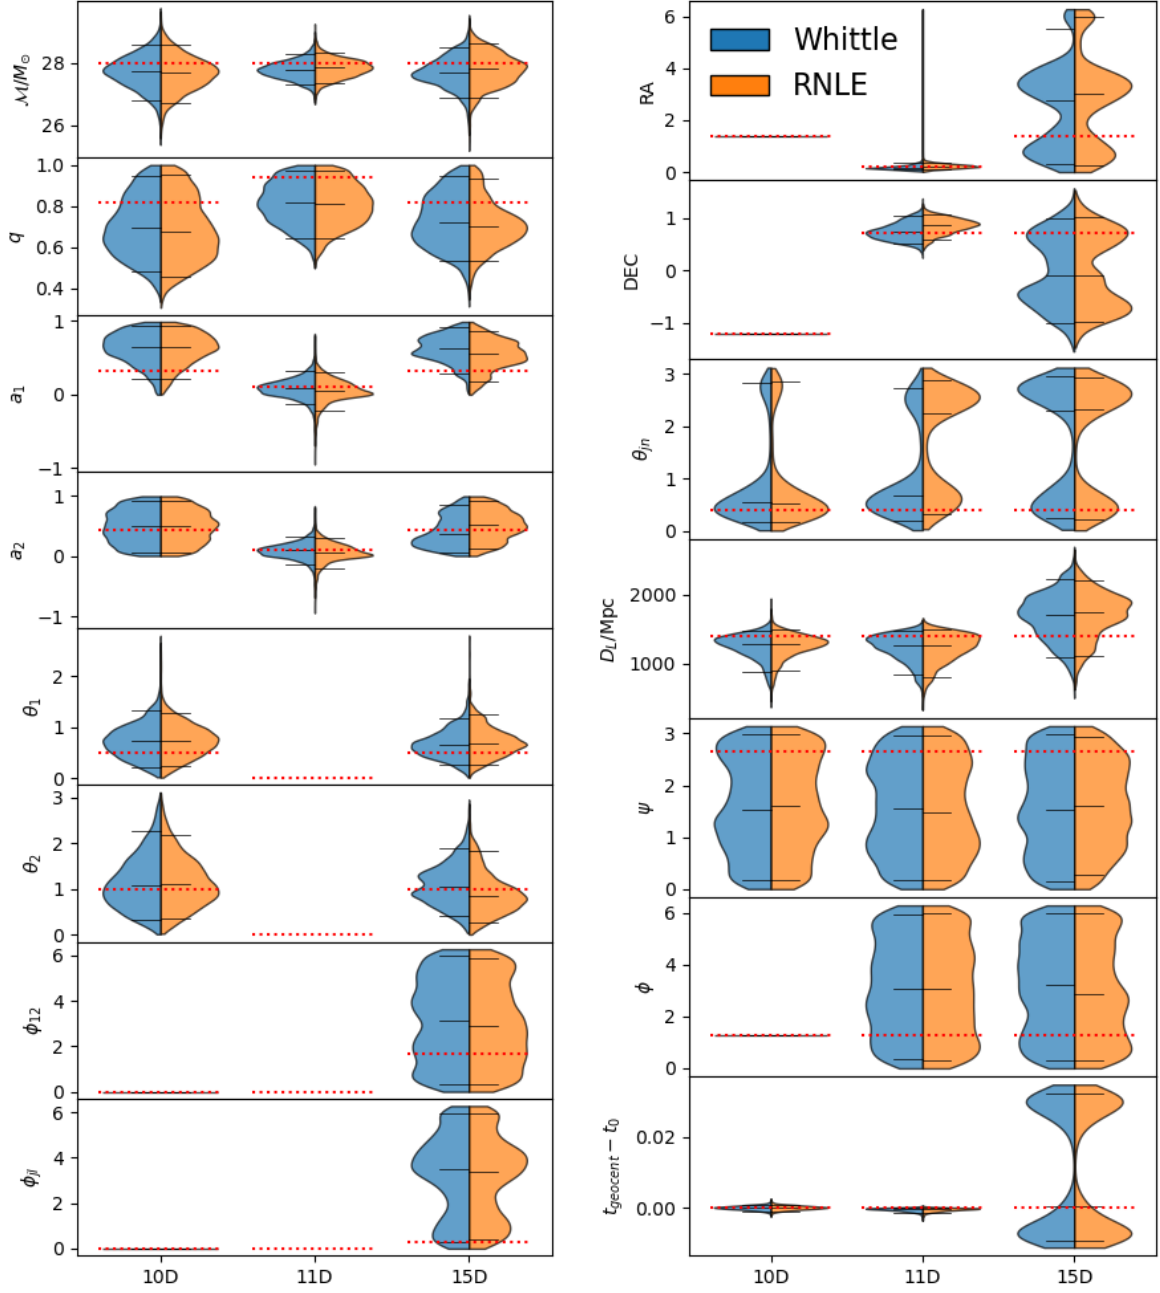 𝓜/M⊙
28
26
q
1.0
0.8
0.6
0.4
a₁
1
0
−1
a₂
1
0
−1
θ₁
2
1
0
θ₂
3
2
1
0
ϕ₁₂
6
4
2
0
ϕⱼₗ
6
4
2
0
10D 11D 15D
Whittle
RNLE
RA
6
4
2
0
DEC
1
0
−1
θⱼₙ
3
2
1
0
D_L/Mpc
2000
1000
ψ
3
2
1
0
ϕ
6
4
2
0
t_geocent − t₀
0.02
0.00
10D 11D 15D